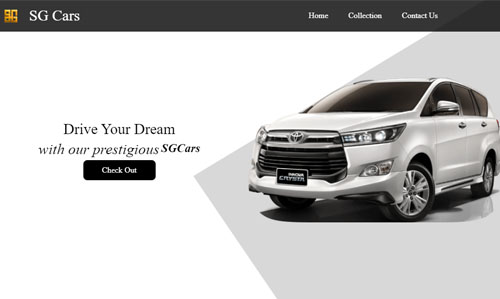 SG Cars
Home
Collection
Contact Us
Drive Your Dream
with our prestigious SGCars
Check Out
INNOVA
CRYSTA